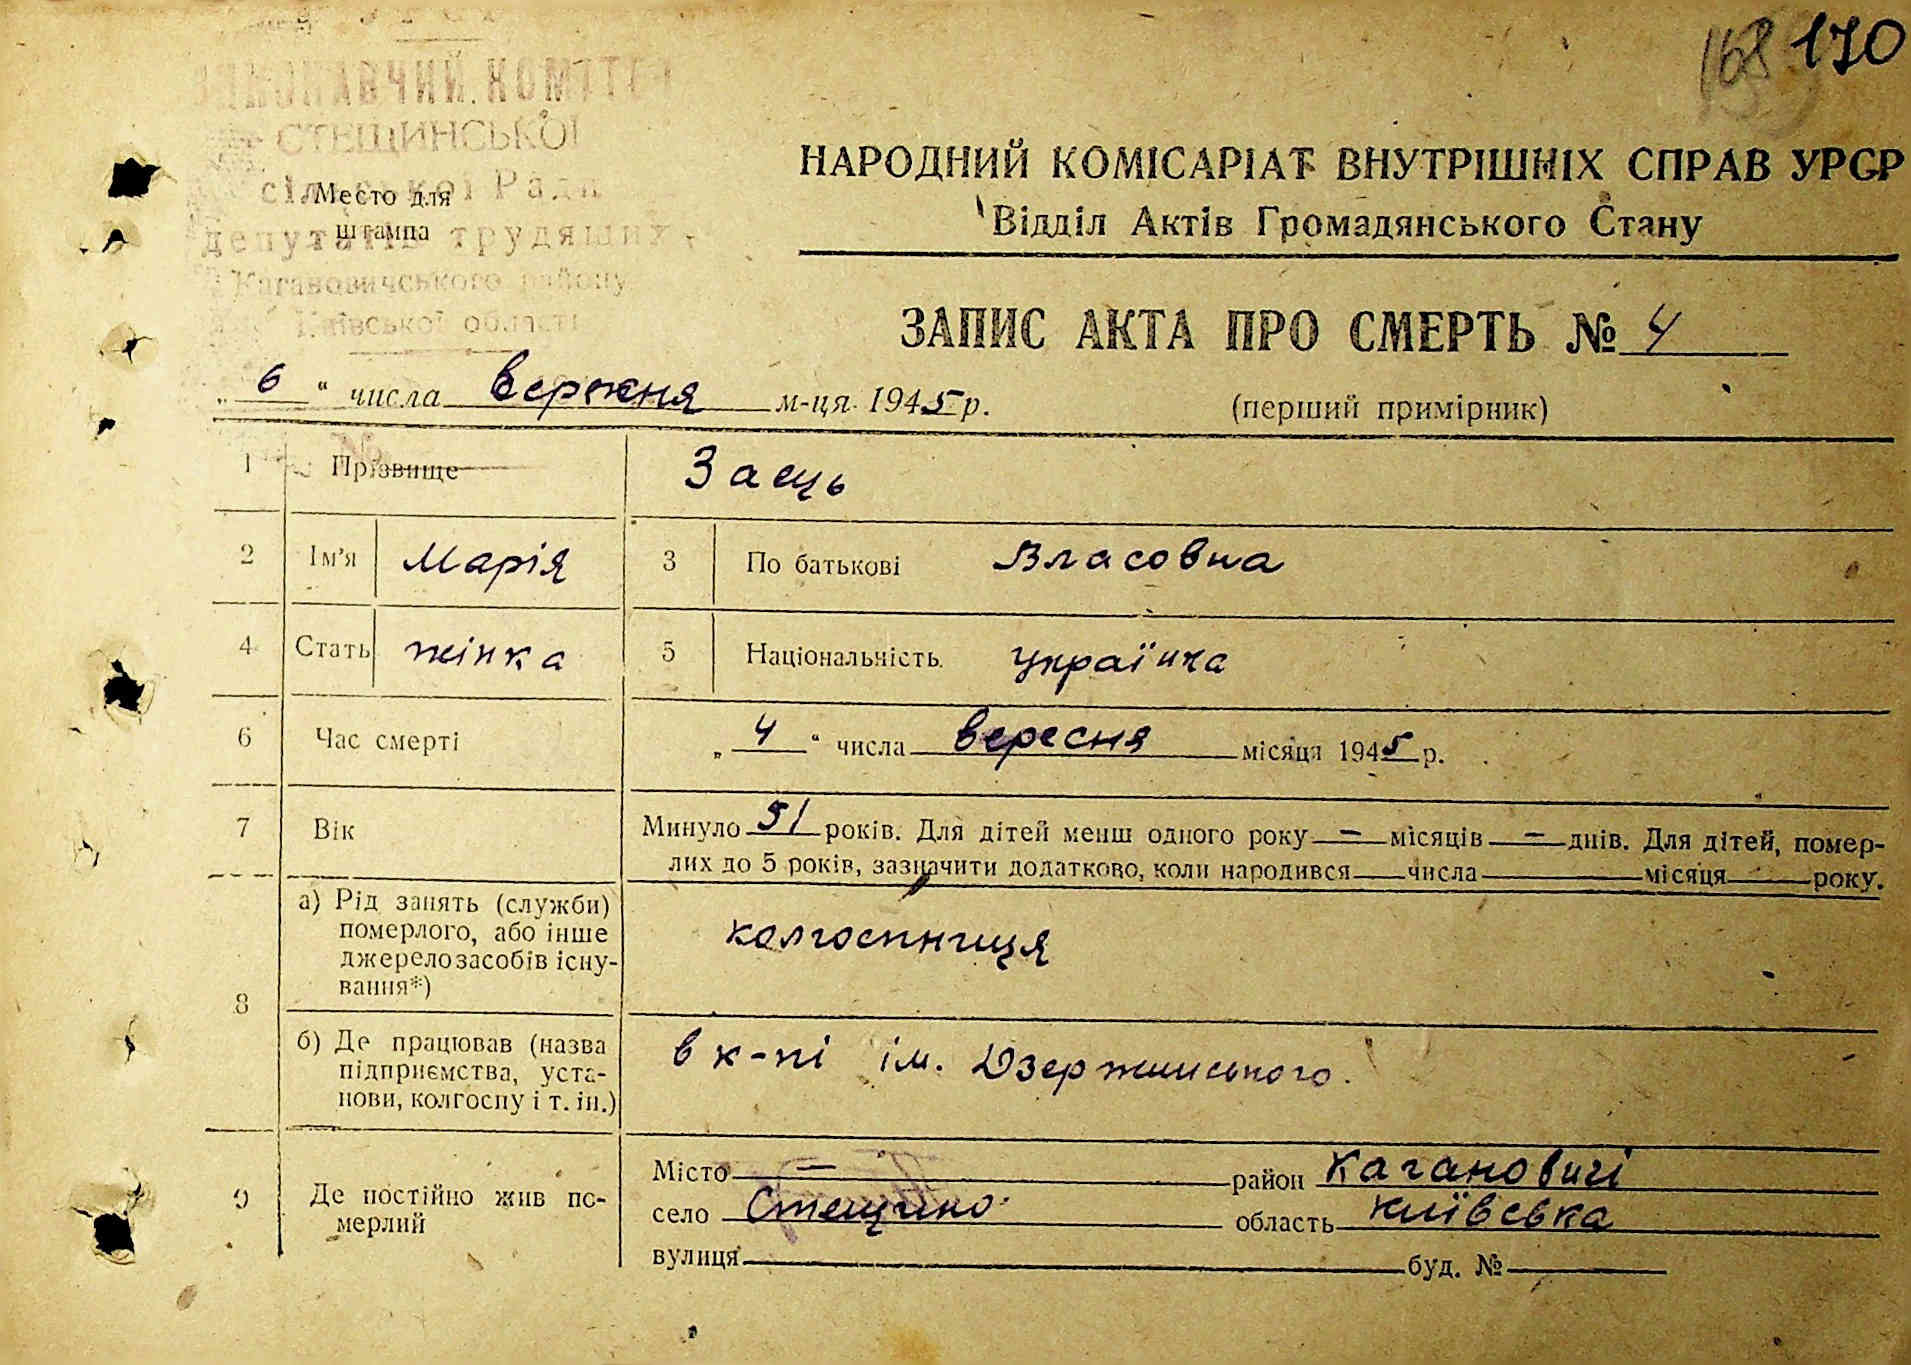 168 170
ВИКОНАВЧИЙ КОМІТЕТ
СТЕЩИНСЬКОЇ
сільської Ради
депутатів трудящих
Кагановичського району
Київської області
Место для
штампа
НАРОДНИЙ КОМІСАРІАТ ВНУТРІШНІХ СПРАВ УРСР
Відділ Актів Громадянського Стану
ЗАПИС АКТА ПРО СМЕРТЬ № 4
„ 6 “ числа вересня м-ця 1945 р.
(перший примірник)
1 Прізвище Заєць
2 Ім'я Марія 3 По батькові Власовна
4 Стать жінка 5 Національність українка
6 Час смерті „ 4 “ числа вересня місяця 1945 р.
7 Вік Минуло 51 років. Для дітей менш одного року — місяців — днів. Для дітей, помер-
лих до 5 років, зазначити додатково, коли народився числа місяця року.
8 а) Рід занять (служби)
померлого, або інше
джерело засобів існу-
вання*)
колгоспниця
б) Де працював (назва
підприємства, уста-
нови, колгоспу і т. ін.)
в к-пі ім. Дзержинського.
9 Де постійно жив по-
мерлий
Місто — район Кагановичі
село Стещино область Київська
вулиця буд. №